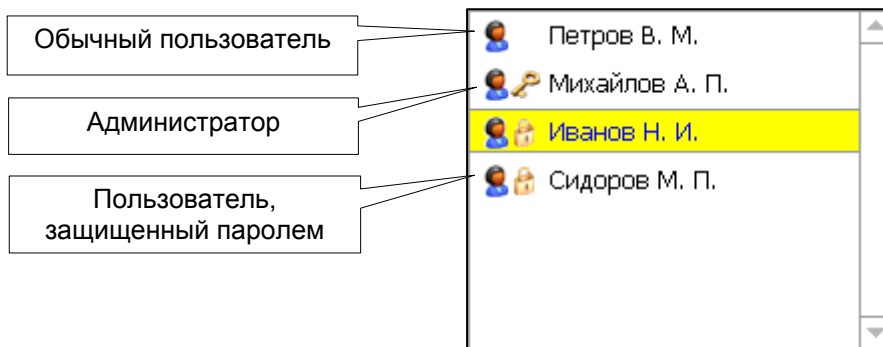 Обычный пользователь
Администратор
Пользователь,
защищенный паролем
Петров В. М.
Михайлов А. П.
Иванов Н. И.
Сидоров М. П.